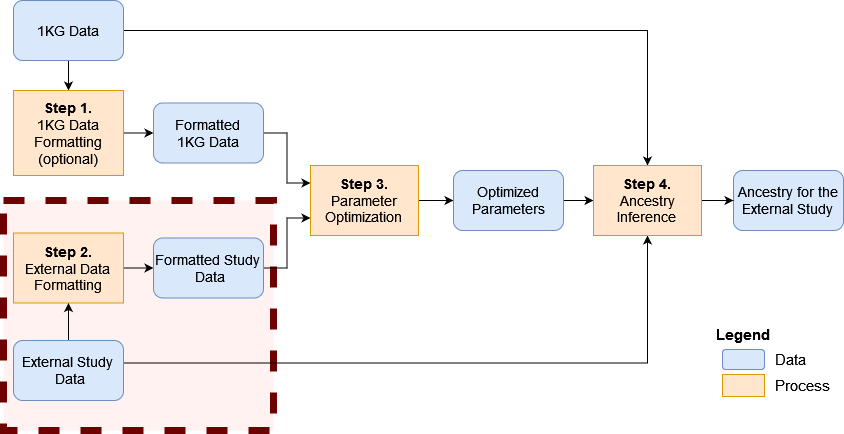 1KG Data
Step 1.
1KG Data
Formatting
(optional)
Formatted
1KG Data
Step 2.
External Data
Formatting
Formatted Study
Data
External Study
Data
Step 3.
Parameter
Optimization
Optimized
Parameters
Step 4.
Ancestry
Inference
Ancestry for the
External Study
Legend
Data
Process